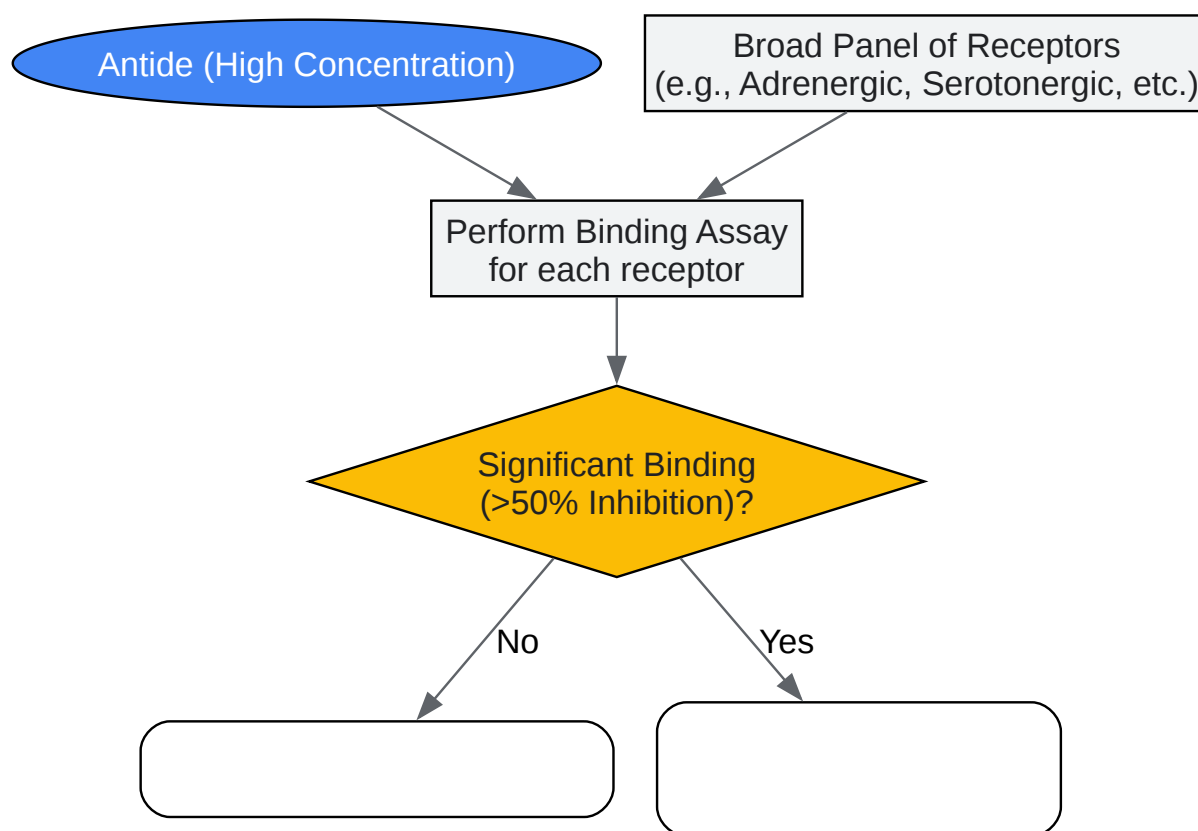 Antide (High Concentration)
Broad Panel of Receptors
(e.g., Adrenergic, Serotonergic, etc.)
Perform Binding Assay
for each receptor
Significant Binding
(>50% Inhibition)?
No
Yes